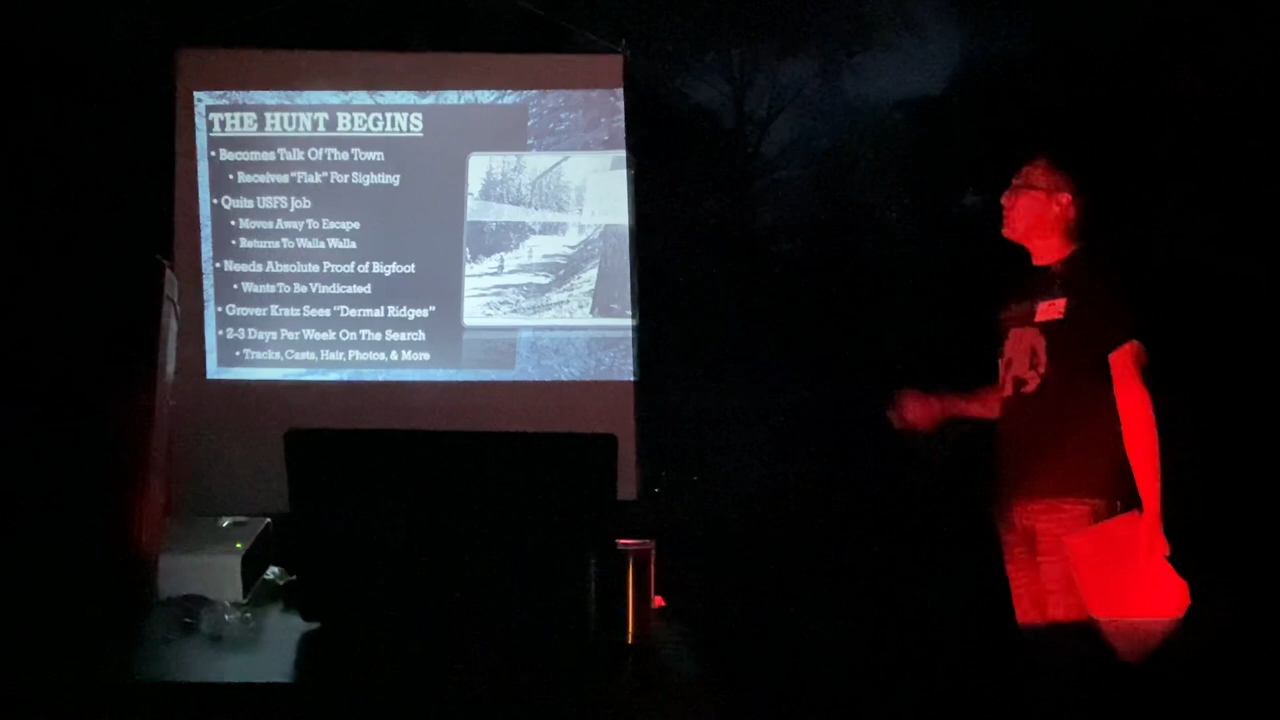 THE HUNT BEGINS
• Becomes Talk Of The Town
• Receives "Flak" For Sighting
• Quits USFS Job
• Moves Away To Escape
• Returns To Walla Walla
• Needs Absolute Proof of Bigfoot
• Wants To Be Vindicated
• Grover Kratz Sees "Dermal Ridges"
• 2-3 Days Per Week On The Search
• Tracks, Casts, Hair, Photos, & More